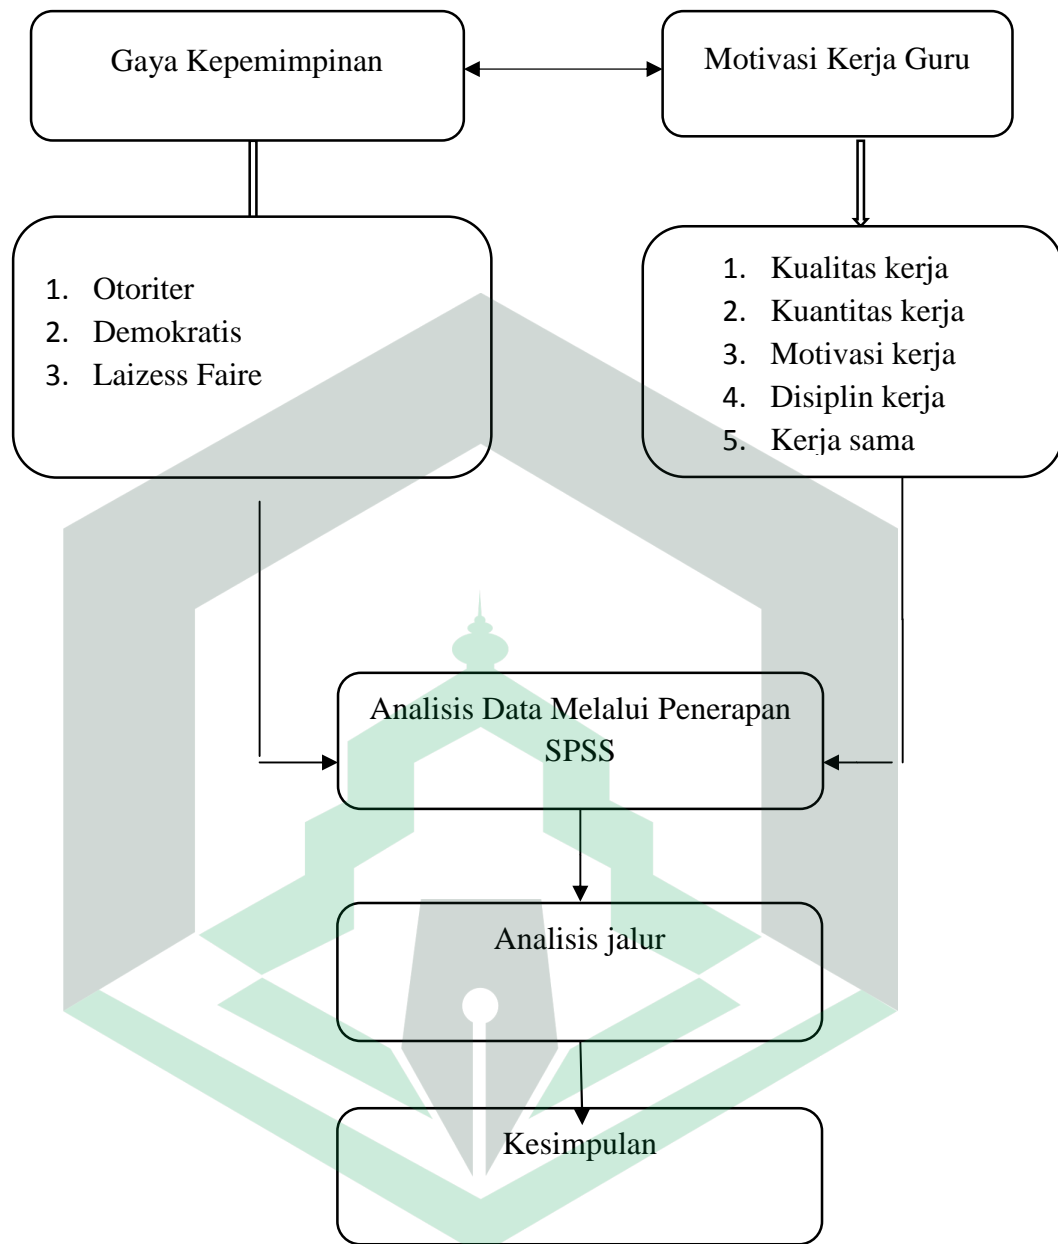 Gaya Kepemimpinan
Motivasi Kerja Guru
1. Otoriter
2. Demokratis
3. Laizess Faire
1. Kualitas kerja
2. Kuantitas kerja
3. Motivasi kerja
4. Disiplin kerja
5. Kerja sama
Analisis Data Melalui Penerapan
SPSS
Analisis jalur
Kesimpulan